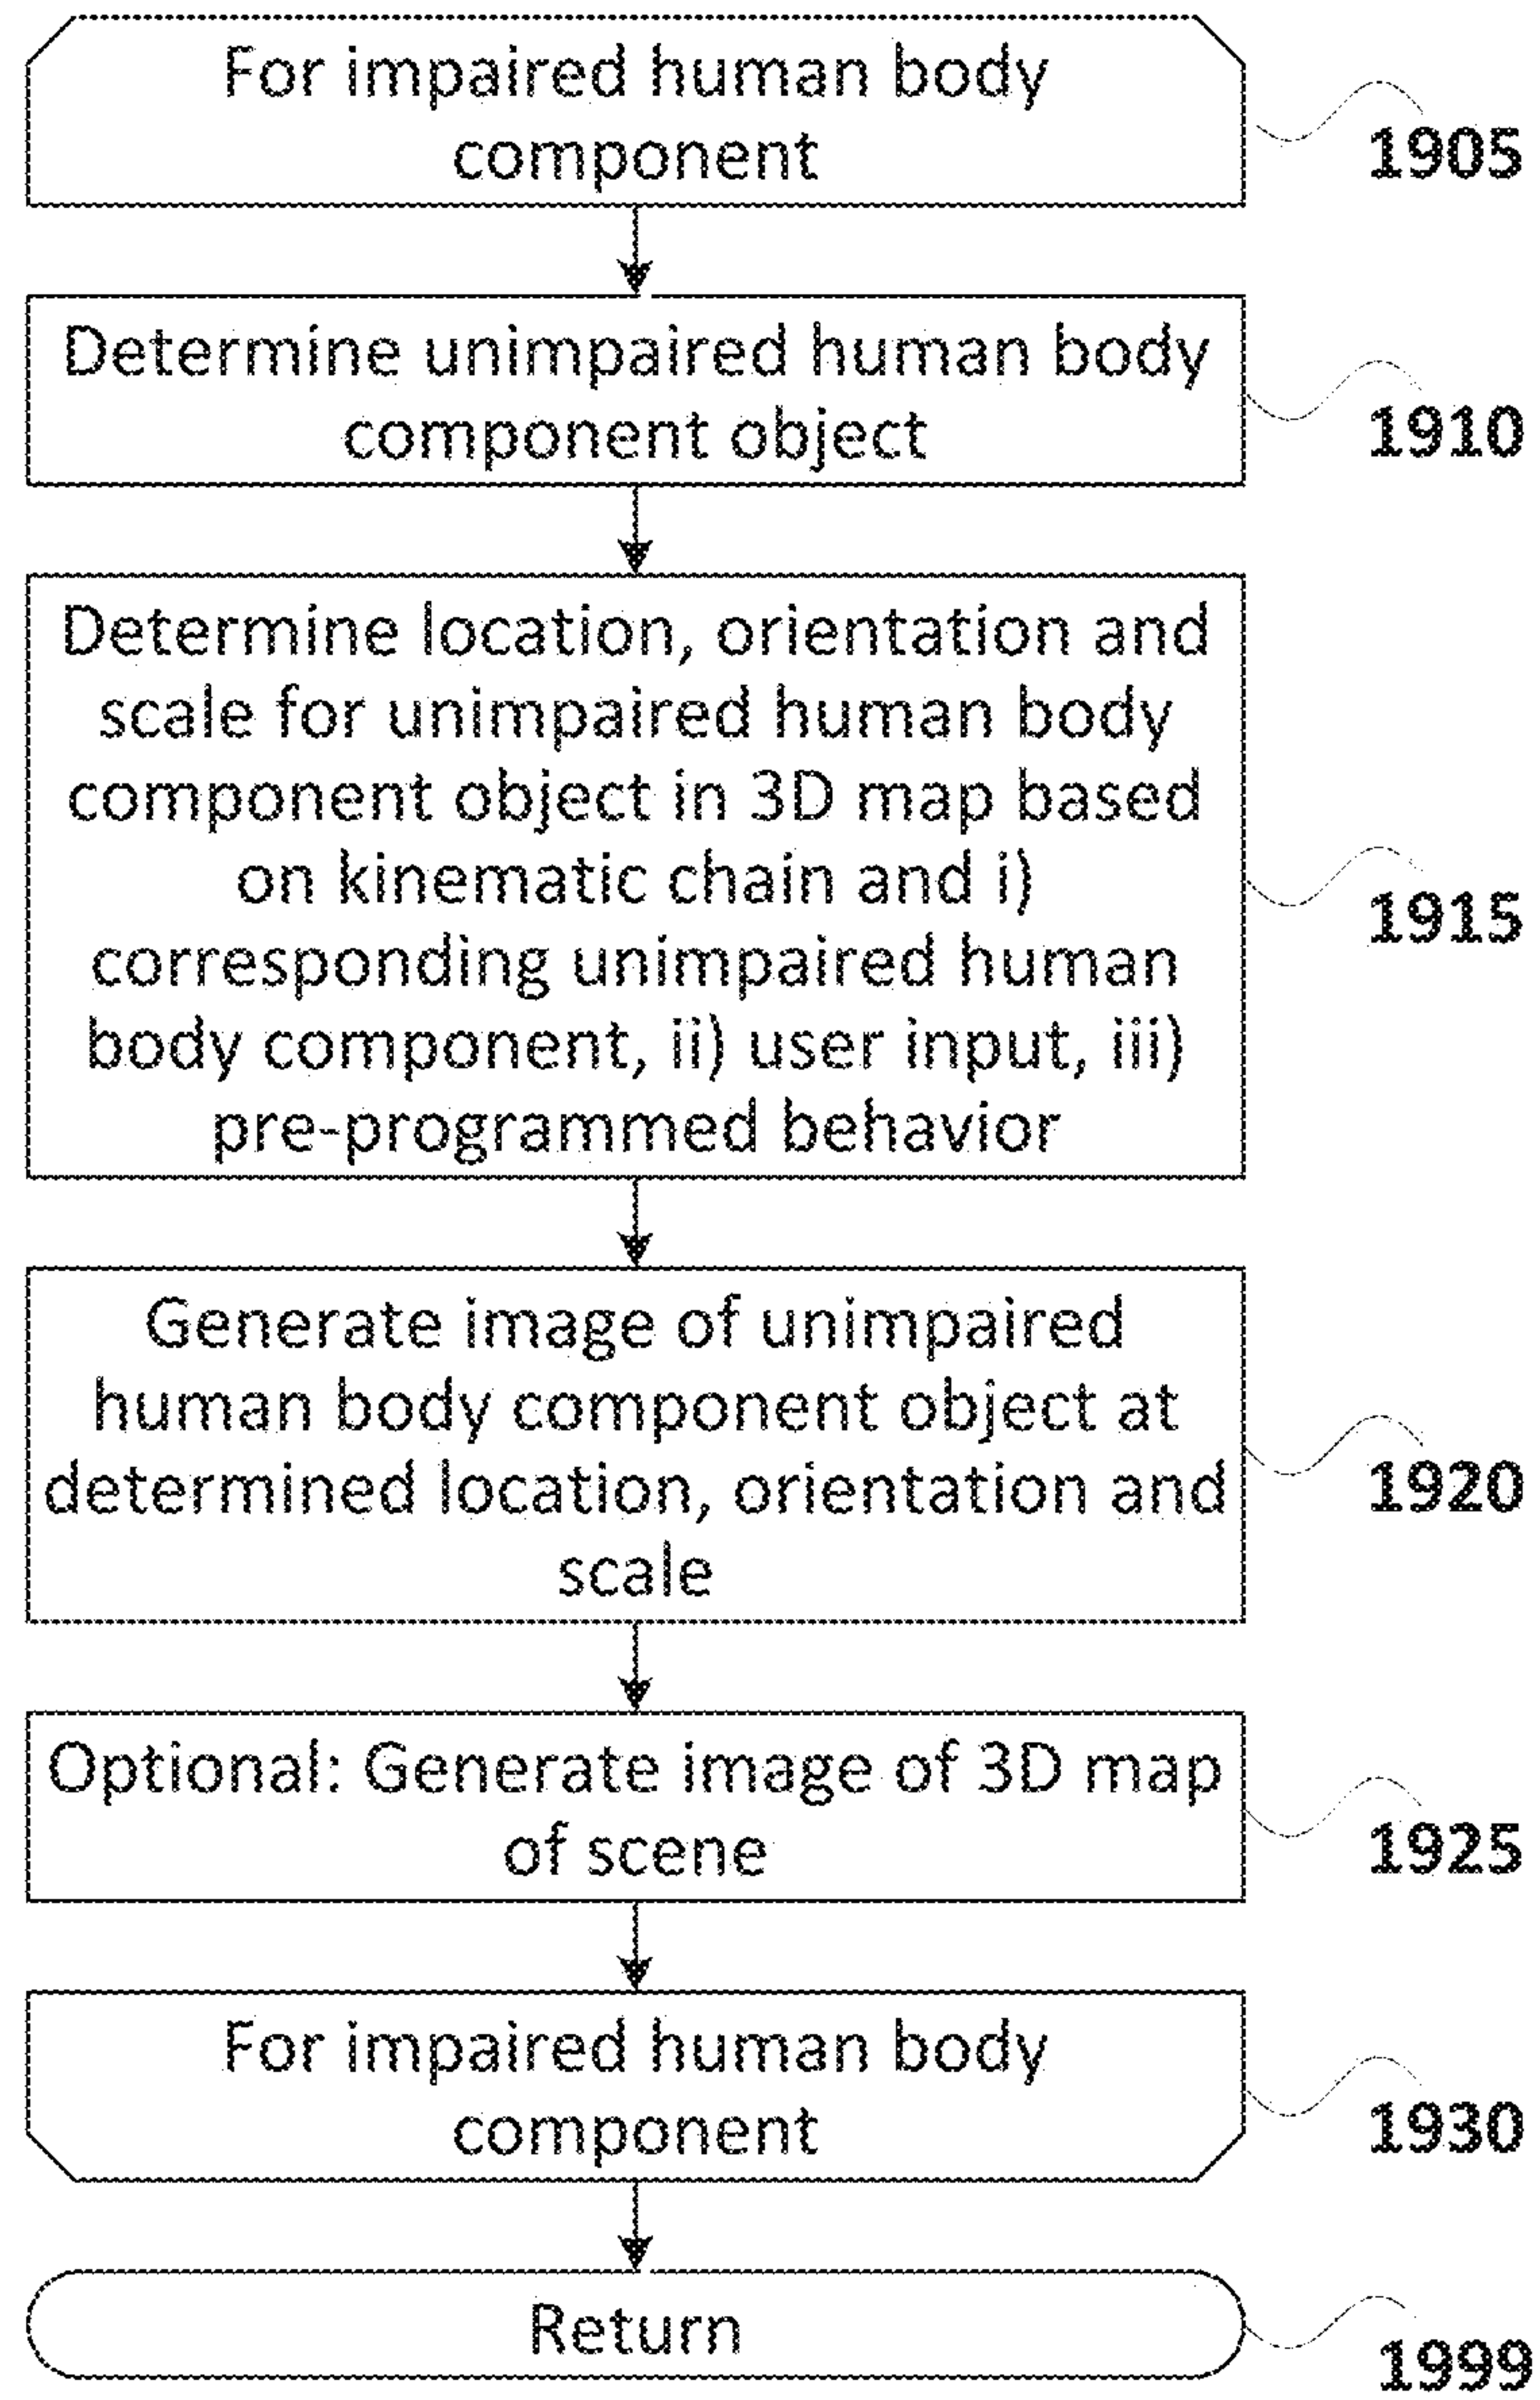 For impaired human body
component
1905
Determine unimpaired human body
component object
1910
Determine location, orientation and
scale for unimpaired human body
component object in 3D map based
on kinematic chain and i)
corresponding unimpaired human
body component, ii) user input, iii)
pre-programmed behavior
1915
Generate image of unimpaired
human body component object at
determined location, orientation and
scale
1920
Optional: Generate image of 3D map
of scene
1925
For impaired human body
component
1930
Return
1999